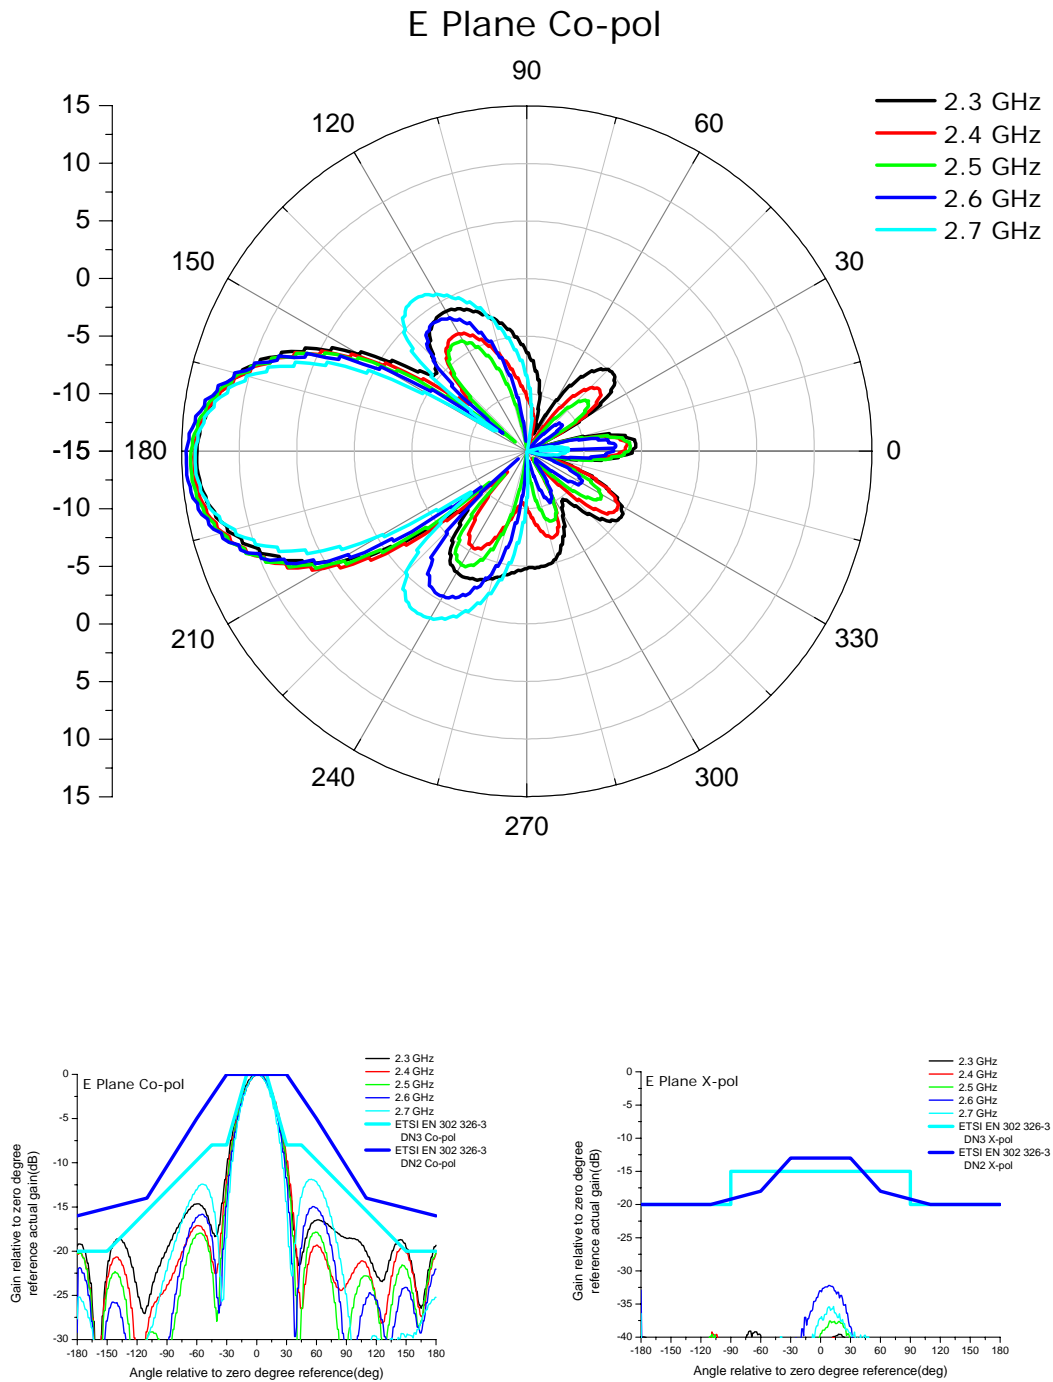 E Plane Co-pol
90
120
60
150
30
180
0
210
330
240
300
270
15
10
5
0
-5
-10
-15
-10
-5
0
5
10
15
2.3 GHz
2.4 GHz
2.5 GHz
2.6 GHz
2.7 GHz
E Plane Co-pol
2.3 GHz
2.4 GHz
2.5 GHz
2.6 GHz
2.7 GHz
ETSI EN 302 326-3
DN3 Co-pol
ETSI EN 302 326-3
DN2 Co-pol
Gain relative to zero degree
reference actual gain(dB)
0
-5
-10
-15
-20
-25
-30
-180 -150 -120 -90 -60 -30 0 30 60 90 120 150 180
Angle relative to zero degree reference(deg)
E Plane X-pol
2.3 GHz
2.4 GHz
2.5 GHz
2.6 GHz
2.7 GHz
ETSI EN 302 326-3
DN3 X-pol
ETSI EN 302 326-3
DN2 X-pol
Gain relative to zero degree
reference actual gain(dB)
0
-5
-10
-15
-20
-25
-30
-35
-40
-180 -150 -120 -90 -60 -30 0 30 60 90 120 150 180
Angle relative to zero degree reference(deg)